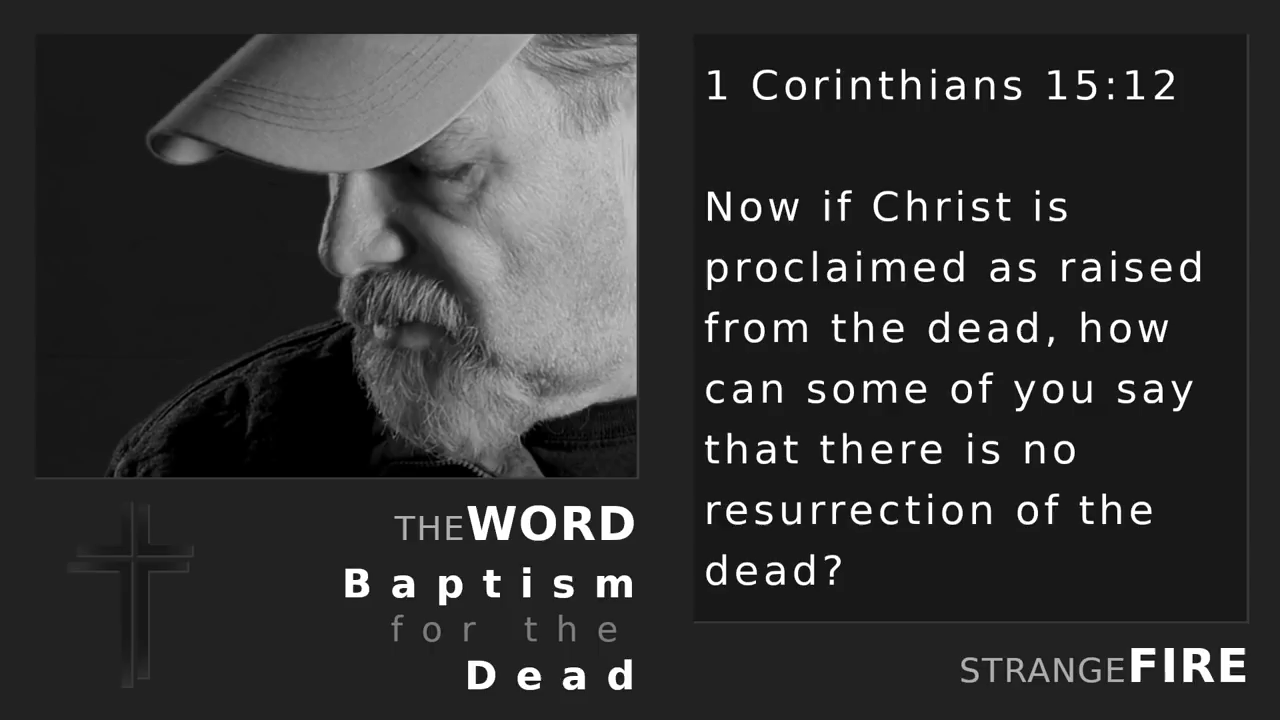 1 Corinthians 15:12
Now if Christ is
proclaimed as raised
from the dead, how
can some of you say
that there is no
resurrection of the
dead?
THEWORD
Baptism
for the
Dead
STRANGEFIRE